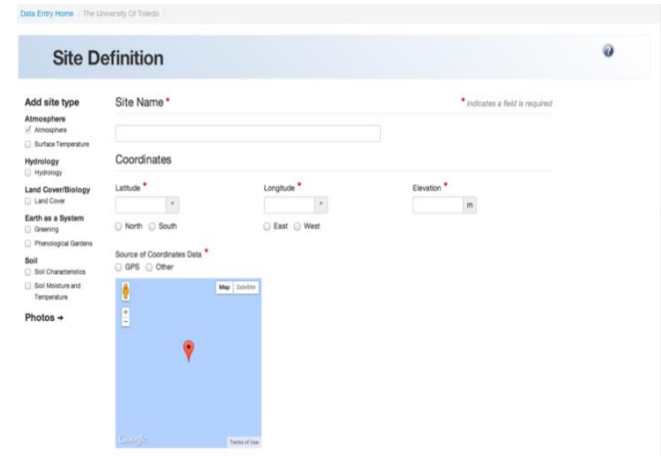 Data Entry Home / The University Of Toledo /
Site Definition
Add site type
Atmosphere
Atmosphere
Surface Temperature
Hydrology
Hydrology
Land Cover/Biology
Land Cover
Earth as a System
Greening
Phenological Gardens
Soil
Soil Characteristics
Soil Moisture and
Temperature
Photos →
Site Name *
* indicates a field is required
Coordinates
Latitude *
°
North South
Longitude *
°
East West
Elevation *
m
Source of Coordinates Data *
GPS Other
Map Satellite
+
-
Google
Terms of Use